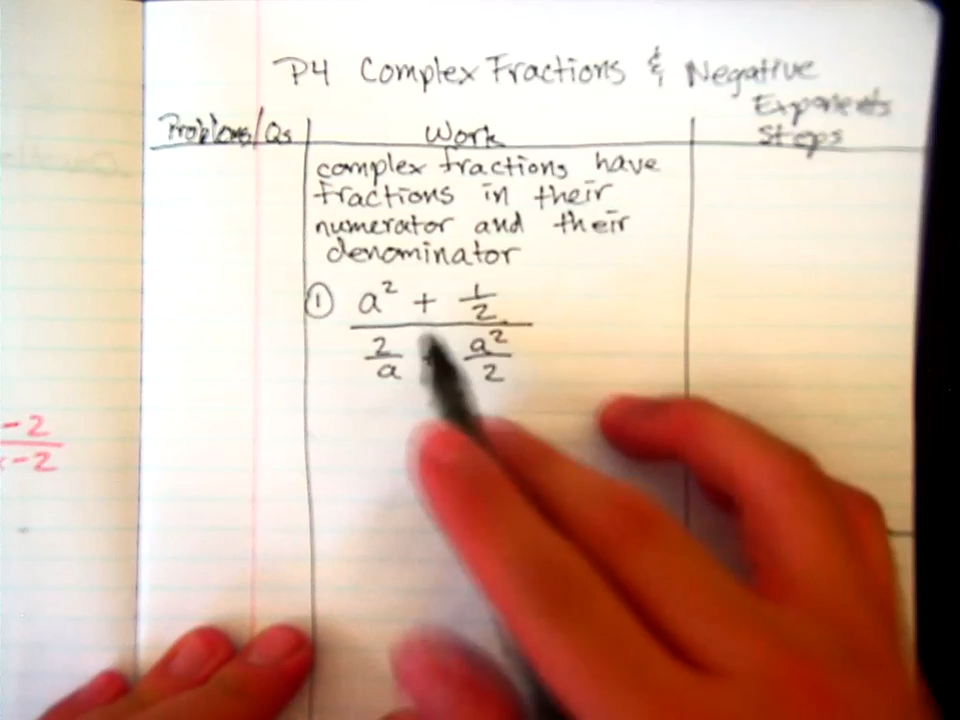 P4 Complex Fractions & Negative
Exponents
Problems/Qs Work Steps
complex fractions have
fractions in their
numerator and their
denominator
① a² + 1/2
2/a a²/2
-2
-2